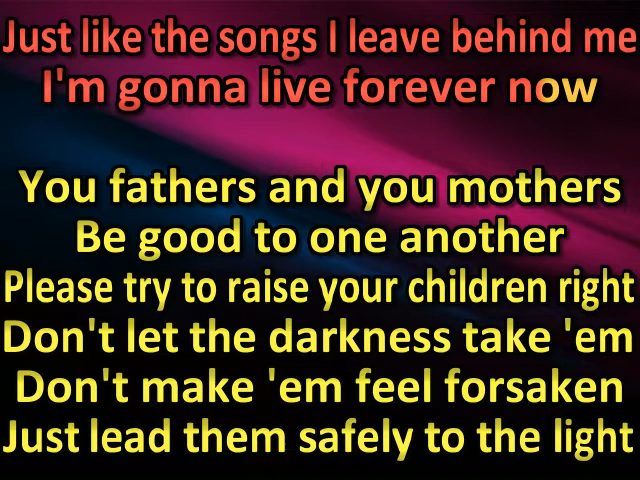 Just like the songs I leave behind me
I'm gonna live forever now
You fathers and you mothers
Be good to one another
Please try to raise your children right
Don't let the darkness take 'em
Don't make 'em feel forsaken
Just lead them safely to the light